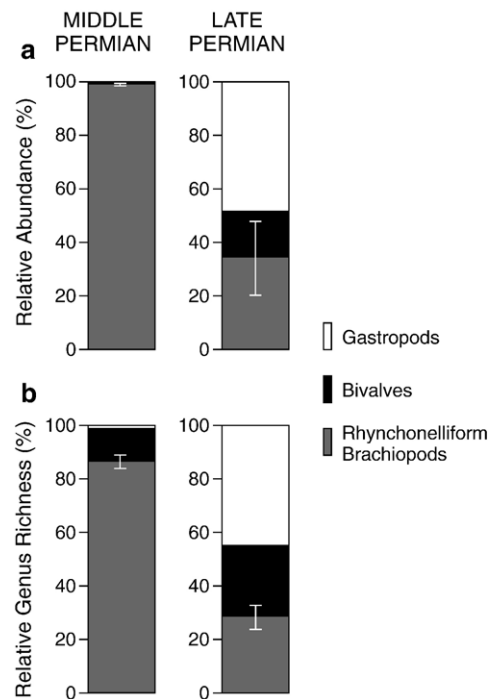 MIDDLE PERMIAN
LATE PERMIAN
a
Relative Abundance (%)
100
80
60
40
20
0
100
80
60
40
20
0
Gastropods
Bivalves
Rhynchonelliform
Brachiopods
b
Relative Genus Richness (%)
100
80
60
40
20
0
100
80
60
40
20
0